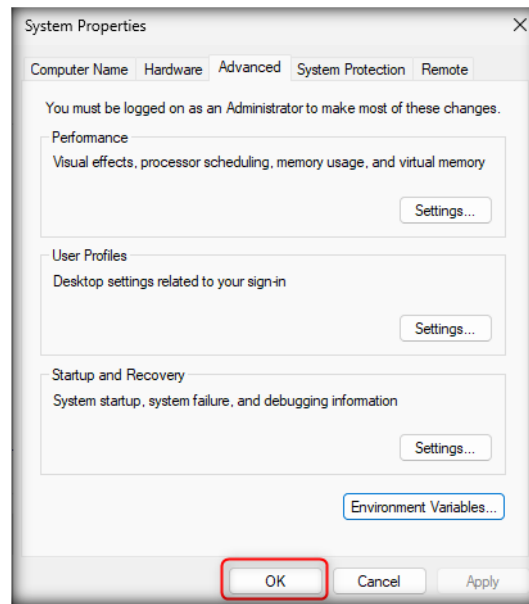 System Properties
Computer Name Hardware Advanced System Protection Remote
You must be logged on as an Administrator to make most of these changes.
Performance
Visual effects, processor scheduling, memory usage, and virtual memory
Settings...
User Profiles
Desktop settings related to your sign-in
Settings...
Startup and Recovery
System startup, system failure, and debugging information
Settings...
Environment Variables...
OK Cancel Apply